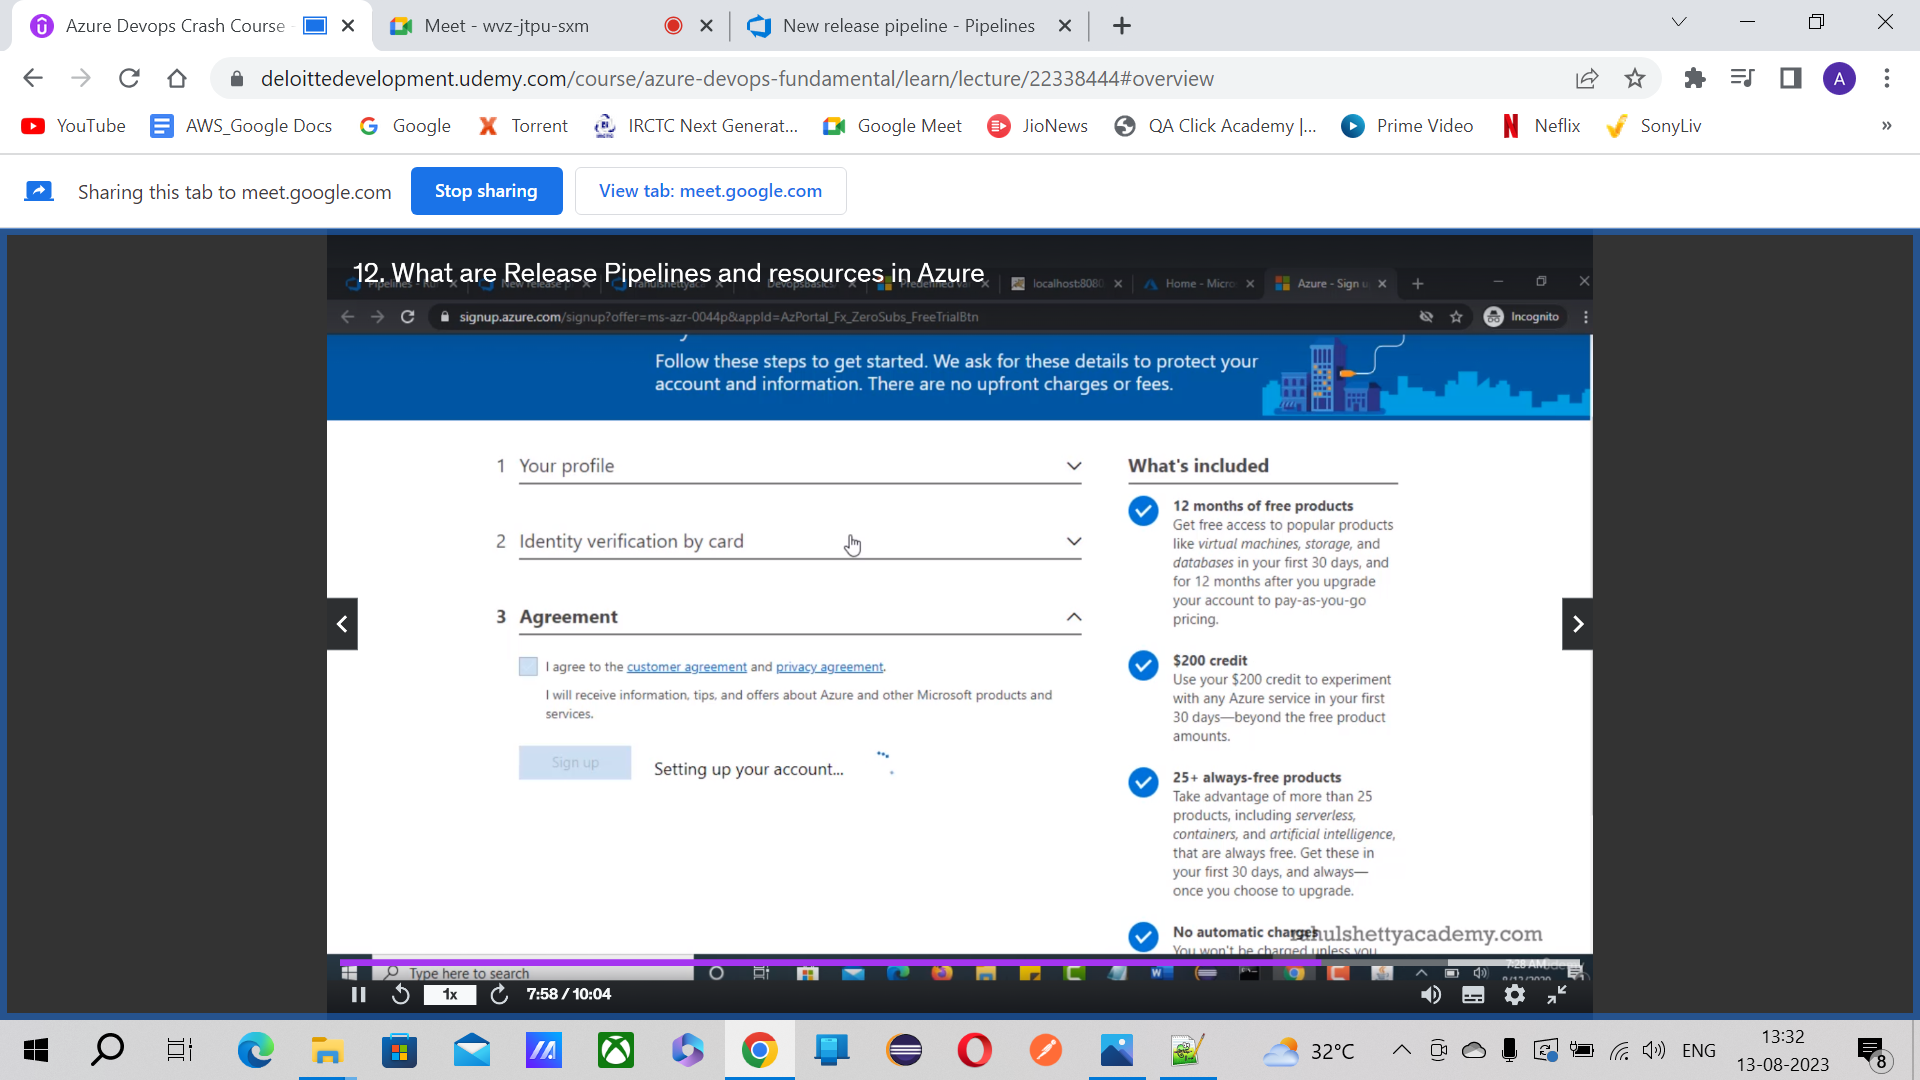 Azure Devops Crash Course
Meet - wvz-jtpu-sxm
New release pipeline - Pipelines
deloittedevelopment.udemy.com/course/azure-devops-fundamental/learn/lecture/22338444#overview
A
YouTube
AWS_Google Docs
Google
Torrent
IRCTC Next Generat...
Google Meet
JioNews
QA Click Academy |...
Prime Video
Neflix
SonyLiv
»
Sharing this tab to meet.google.com
Stop sharing
View tab: meet.google.com
12. What are Release Pipelines and resources in Azure
localhost:8080
Home - Micro
Azure - Sign u
signup.azure.com/signup?offer=ms-azr-0044p&appId=AzPortal_Fx_ZeroSubs_FreeTrialBtn
Incognito
Follow these steps to get started. We ask for these details to protect your
account and information. There are no upfront charges or fees.
1 Your profile
2 Identity verification by card
3 Agreement
I agree to the customer agreement and privacy agreement.
I will receive information, tips, and offers about Azure and other Microsoft products and
services.
Sign up
Setting up your account...
What's included
12 months of free products
Get free access to popular products
like virtual machines, storage, and
databases in your first 30 days, and
for 12 months after you upgrade
your account to pay-as-you-go
pricing.
$200 credit
Use your $200 credit to experiment
with any Azure service in your first
30 days—beyond the free product
amounts.
25+ always-free products
Take advantage of more than 25
products, including serverless,
containers, and artificial intelligence,
that are always free. Get these in
your first 30 days, and always—
once you choose to upgrade.
No automatic charges
You won't be charged unless you
rahulshettyacademy.com
Type here to search
7:28 AM
1x
7:58 / 10:04
32°C
ENG
13:32
13-08-2023
8